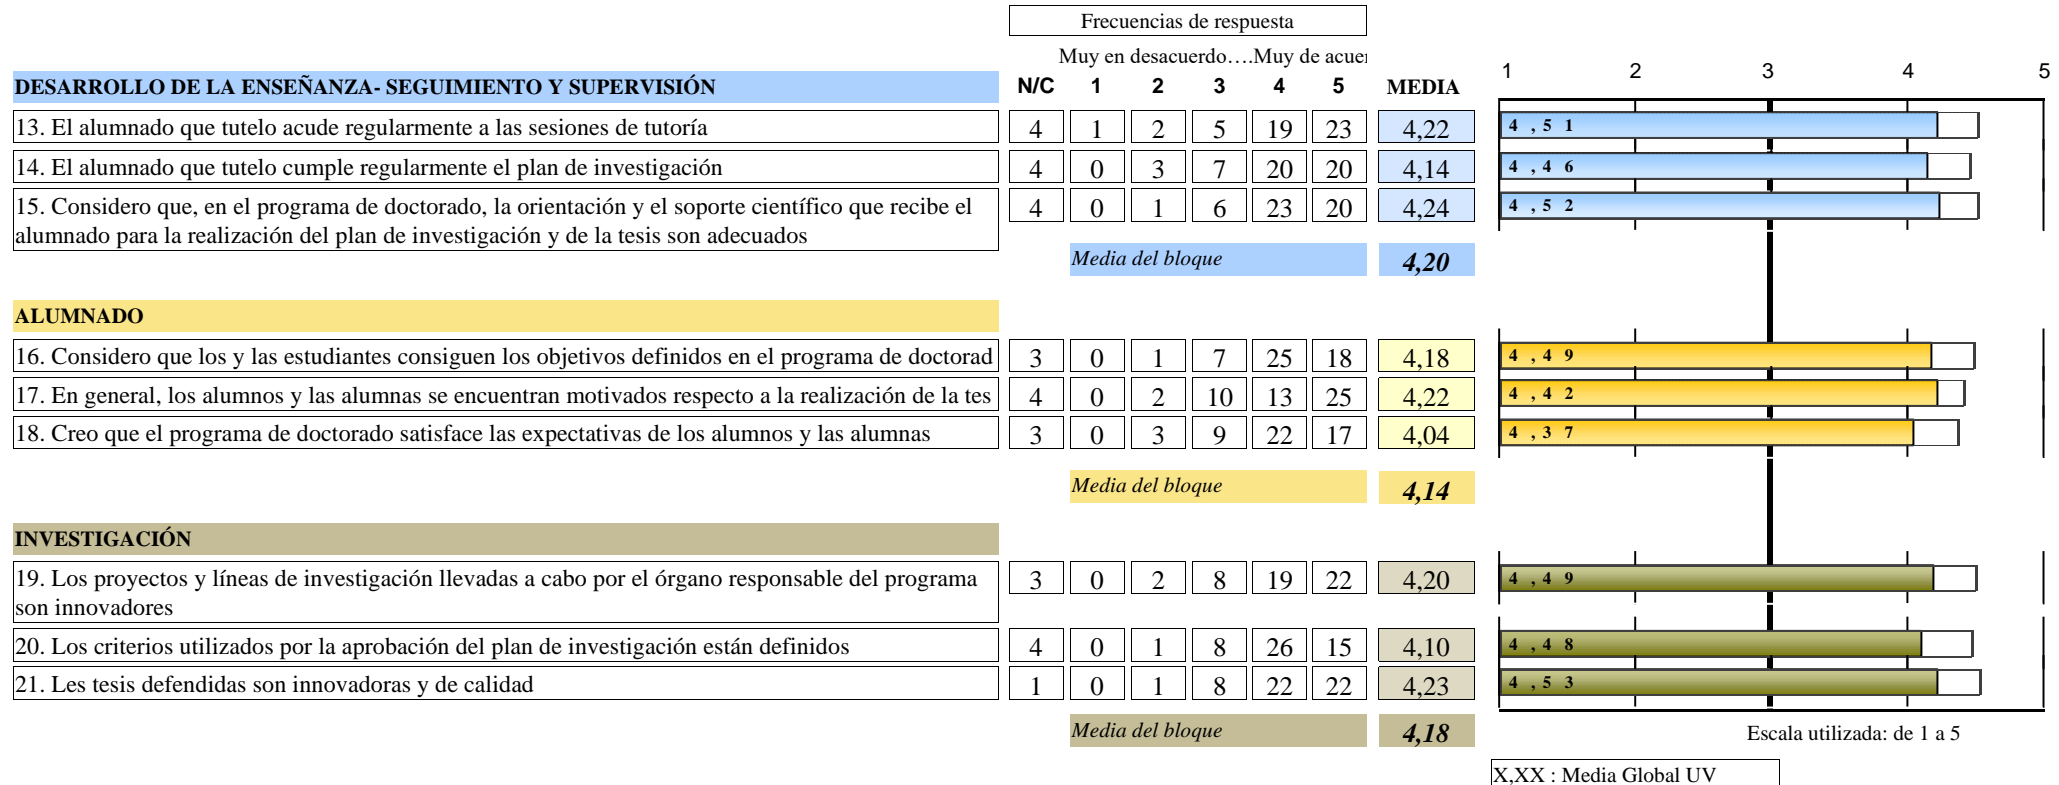 Frecuencias de respuesta
Muy en desacuerdo….Muy de acuer
DESARROLLO DE LA ENSEÑANZA- SEGUIMIENTO Y SUPERVISIÓN N/C 1 2 3 4 5 MEDIA 1 2 3 4 5
13. El alumnado que tutelo acude regularmente a las sesiones de tutoría 4 1 2 5 19 23 4,22 4,51
14. El alumnado que tutelo cumple regularmente el plan de investigación 4 0 3 7 20 20 4,14 4,46
15. Considero que, en el programa de doctorado, la orientación y el soporte científico que recibe el 4 0 1 6 23 20 4,24 4,52
alumnado para la realización del plan de investigación y de la tesis son adecuados
Media del bloque 4,20
ALUMNADO
16. Considero que los y las estudiantes consiguen los objetivos definidos en el programa de doctorad 3 0 1 7 25 18 4,18 4,49
17. En general, los alumnos y las alumnas se encuentran motivados respecto a la realización de la tes 4 0 2 10 13 25 4,22 4,42
18. Creo que el programa de doctorado satisface las expectativas de los alumnos y las alumnas 3 0 3 9 22 17 4,04 4,37
Media del bloque 4,14
INVESTIGACIÓN
19. Los proyectos y líneas de investigación llevadas a cabo por el órgano responsable del programa 3 0 2 8 19 22 4,20 4,49
son innovadores
20. Los criterios utilizados por la aprobación del plan de investigación están definidos 4 0 1 8 26 15 4,10 4,48
21. Les tesis defendidas son innovadoras y de calidad 1 0 1 8 22 22 4,23 4,53
Media del bloque 4,18
Escala utilizada: de 1 a 5
X,XX : Media Global UV